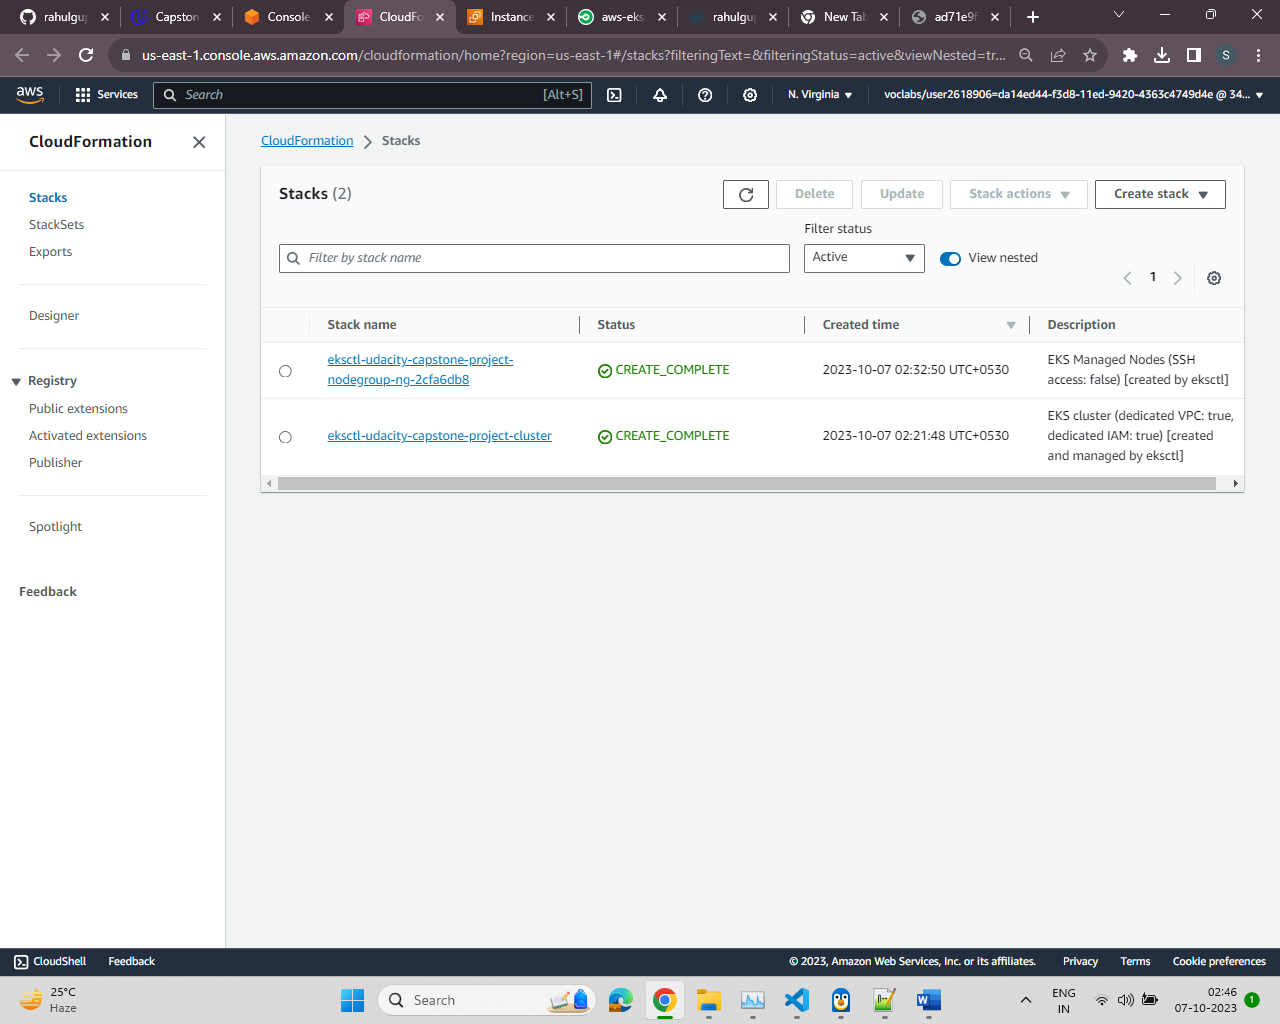 rahulgu
Capston
Console
CloudFo
Instance
aws-eks
rahulgu
New Tab
ad71e9f
us-east-1.console.aws.amazon.com/cloudformation/home?region=us-east-1#/stacks?filteringText=&filteringStatus=active&viewNested=tr...
S
aws
Services
Search
[Alt+S]
N. Virginia
voclabs/user2618906=da14ed44-f3d8-11ed-9420-4363c4749d4e @ 34...
CloudFormation
CloudFormation
Stacks
Stacks
StackSets
Exports
Designer
Registry
Public extensions
Activated extensions
Publisher
Spotlight
Feedback
Stacks (2)
Delete
Update
Stack actions
Create stack
Filter status
Filter by stack name
Active
View nested
1
Stack name
Status
Created time
Description
eksctl-udacity-capstone-project-
nodegroup-ng-2cfa6db8
CREATE_COMPLETE
2023-10-07 02:32:50 UTC+0530
EKS Managed Nodes (SSH
access: false) [created by eksctl]
eksctl-udacity-capstone-project-cluster
CREATE_COMPLETE
2023-10-07 02:21:48 UTC+0530
EKS cluster (dedicated VPC: true,
dedicated IAM: true) [created
and managed by eksctl]
CloudShell
Feedback
© 2023, Amazon Web Services, Inc. or its affiliates.
Privacy
Terms
Cookie preferences
25°C
Haze
Search
ENG
IN
02:46
07-10-2023
1